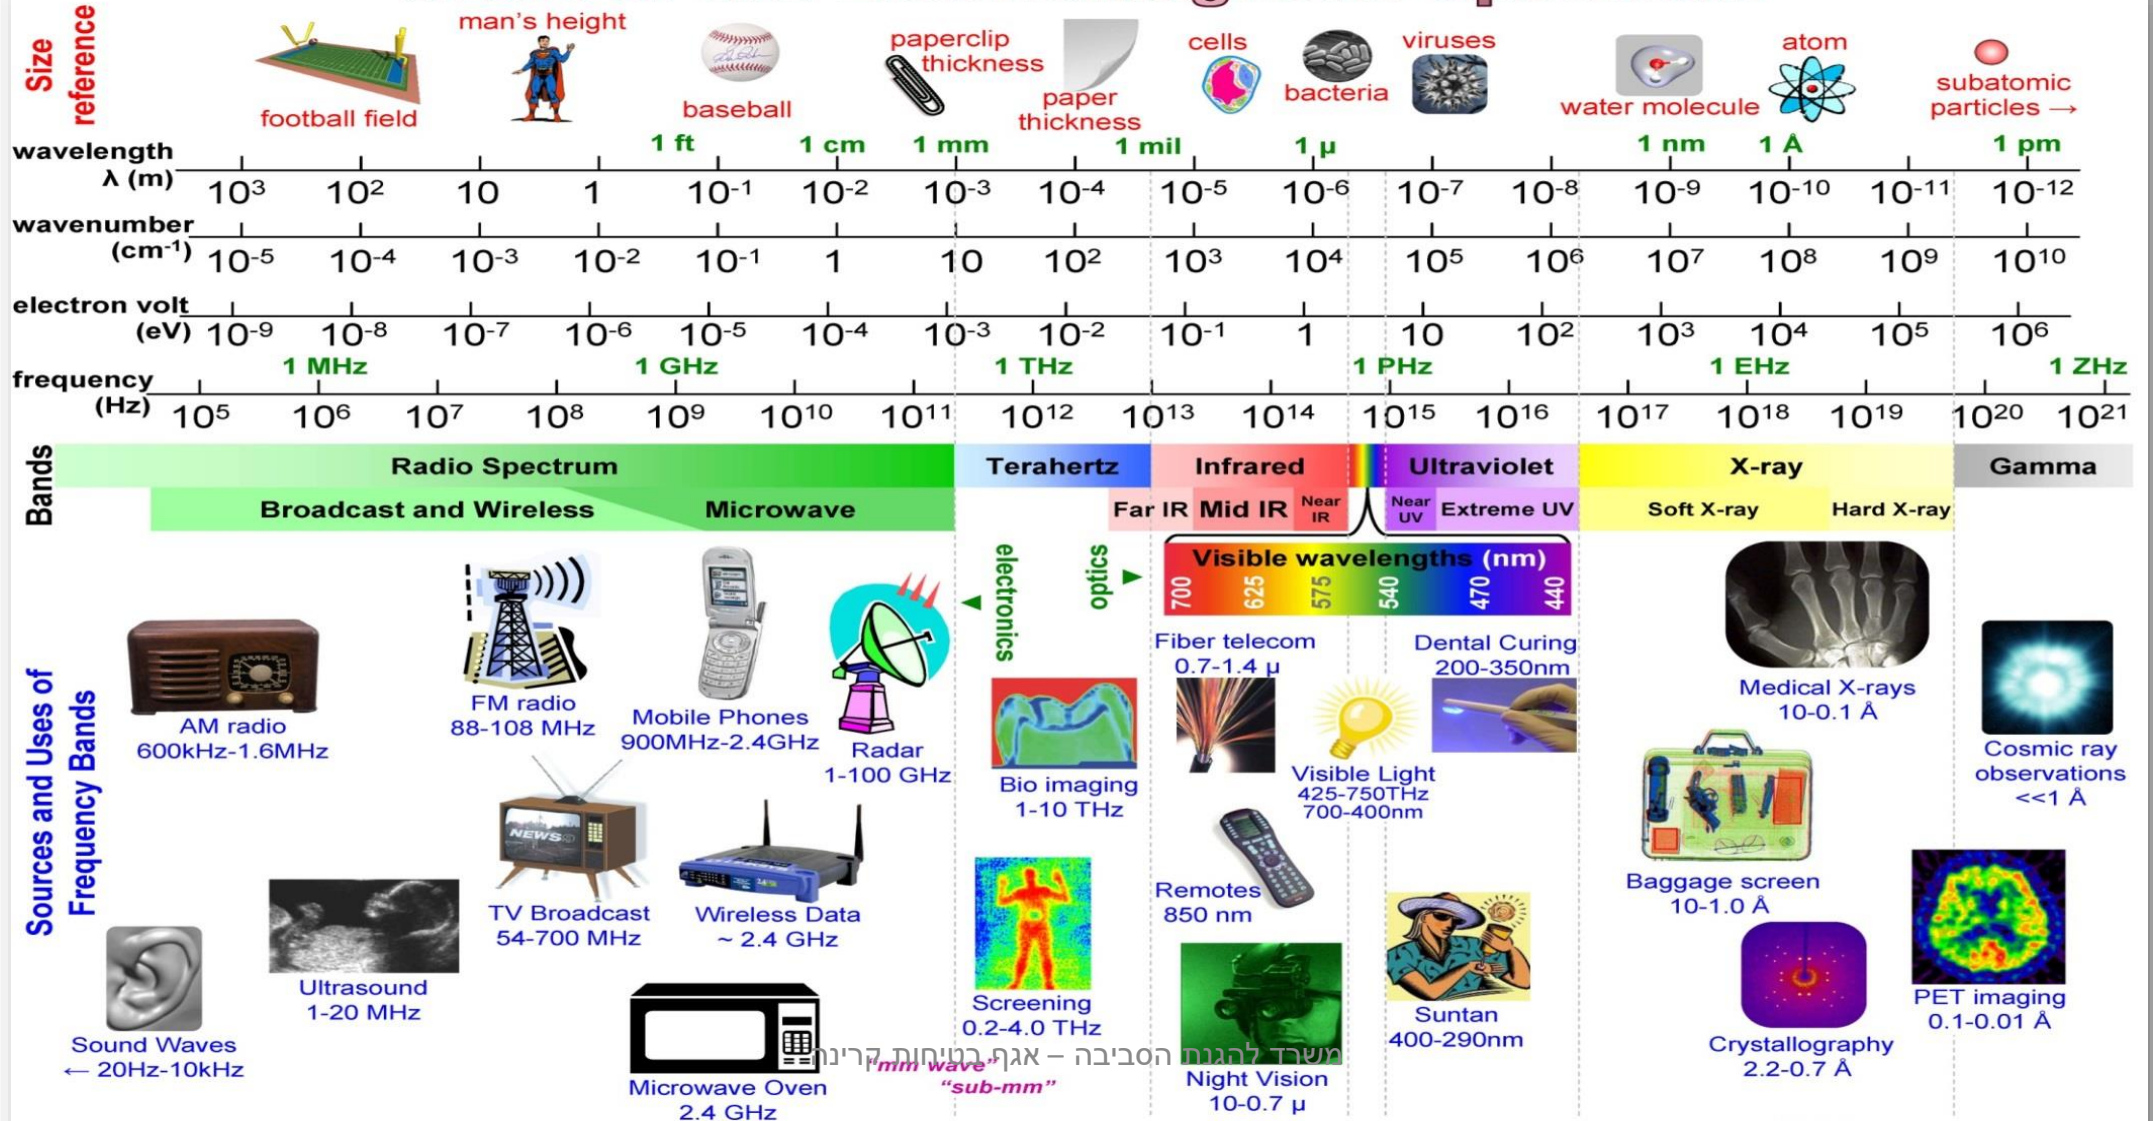 Size
reference
football field
man's height
baseball
paperclip
thickness
paper
thickness
cells
bacteria
viruses
water molecule
atom
subatomic
particles →
1 ft 1 cm 1 mm 1 mil 1 µ 1 nm 1 Å 1 pm
wavelength
λ (m)
10³ 10² 10 1 10⁻¹ 10⁻² 10⁻³ 10⁻⁴ 10⁻⁵ 10⁻⁶ 10⁻⁷ 10⁻⁸ 10⁻⁹ 10⁻¹⁰ 10⁻¹¹ 10⁻¹²
wavenumber
(cm⁻¹)
10⁻⁵ 10⁻⁴ 10⁻³ 10⁻² 10⁻¹ 1 10 10² 10³ 10⁴ 10⁵ 10⁶ 10⁷ 10⁸ 10⁹ 10¹⁰
electron volt
(eV)
10⁻⁹ 10⁻⁸ 10⁻⁷ 10⁻⁶ 10⁻⁵ 10⁻⁴ 10⁻³ 10⁻² 10⁻¹ 1 10 10² 10³ 10⁴ 10⁵ 10⁶
1 MHz 1 GHz 1 THz 1 PHz 1 EHz 1 ZHz
frequency
(Hz)
10⁵ 10⁶ 10⁷ 10⁸ 10⁹ 10¹⁰ 10¹¹ 10¹² 10¹³ 10¹⁴ 10¹⁵ 10¹⁶ 10¹⁷ 10¹⁸ 10¹⁹ 10²⁰ 10²¹
Bands
Radio Spectrum Terahertz Infrared Ultraviolet X-ray Gamma
Broadcast and Wireless Microwave Far IR Mid IR Near
IR
Near
UV
Extreme UV Soft X-ray Hard X-ray
electronics
optics
Visible wavelengths (nm)
700 625 575 540 470 440
Sources and Uses of
Frequency Bands
AM radio
600kHz-1.6MHz
FM radio
88-108 MHz
Mobile Phones
900MHz-2.4GHz
Radar
1-100 GHz
Bio imaging
1-10 THz
Fiber telecom
0.7-1.4 µ
Visible Light
425-750THz
700-400nm
Dental Curing
200-350nm
Medical X-rays
10-0.1 Å
Cosmic ray
observations
<<1 Å
Sound Waves
← 20Hz-10kHz
Ultrasound
1-20 MHz
NEWS
TV Broadcast
54-700 MHz
Wireless Data
~ 2.4 GHz
Microwave Oven
2.4 GHz
"mm wave"
"sub-mm"
Screening
0.2-4.0 THz
Remotes
850 nm
Night Vision
10-0.7 µ
Suntan
400-290nm
Baggage screen
10-1.0 Å
Crystallography
2.2-0.7 Å
PET imaging
0.1-0.01 Å
משרד להגנת הסביבה – אגף בטיחות קרינה